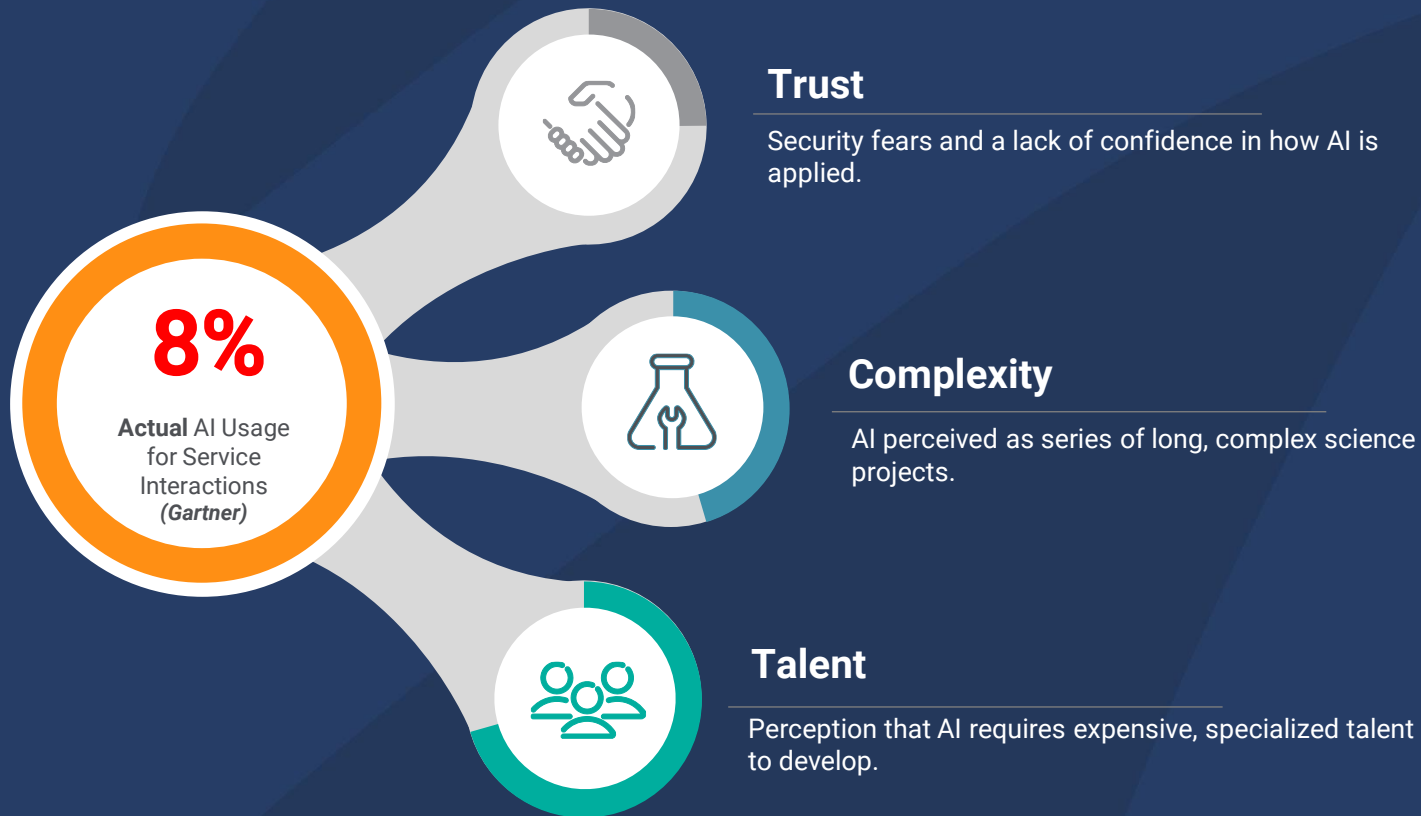 8%
Actual AI Usage
for Service
Interactions
(Gartner)
Trust
Security fears and a lack of confidence in how AI is
applied.
Complexity
AI perceived as series of long, complex science
projects.
Talent
Perception that AI requires expensive, specialized talent
to develop.